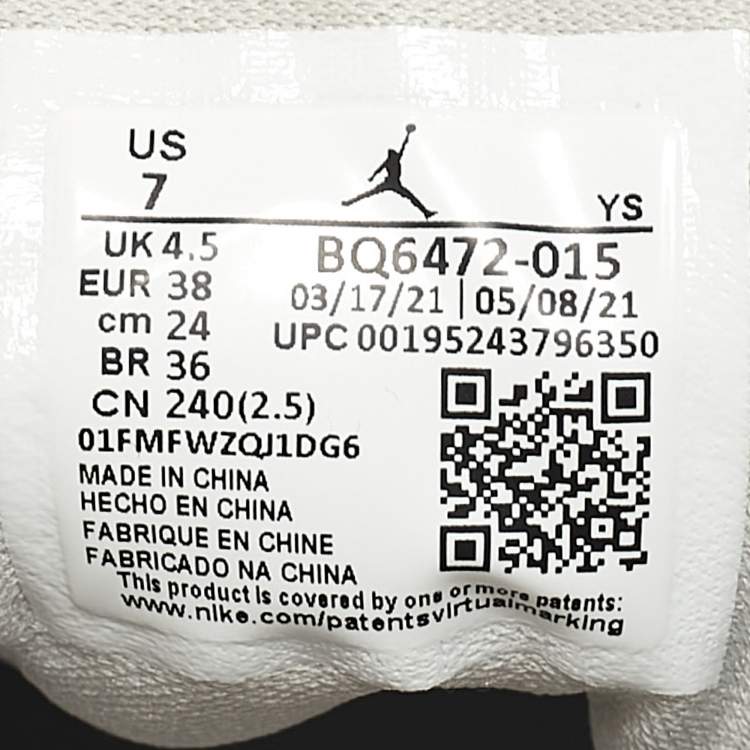 US
7
YS
UK 4.5
EUR 38
cm 24
BR 36
CN 240(2.5)
BQ6472-015
03/17/21 | 05/08/21
UPC 00195243796350
01FMFWZQJ1DG6
MADE IN CHINA
HECHO EN CHINA
FABRIQUE EN CHINE
FABRICADO NA CHINA
This product is covered by one or more patents:
www.nike.com/patentsvirtualmarking